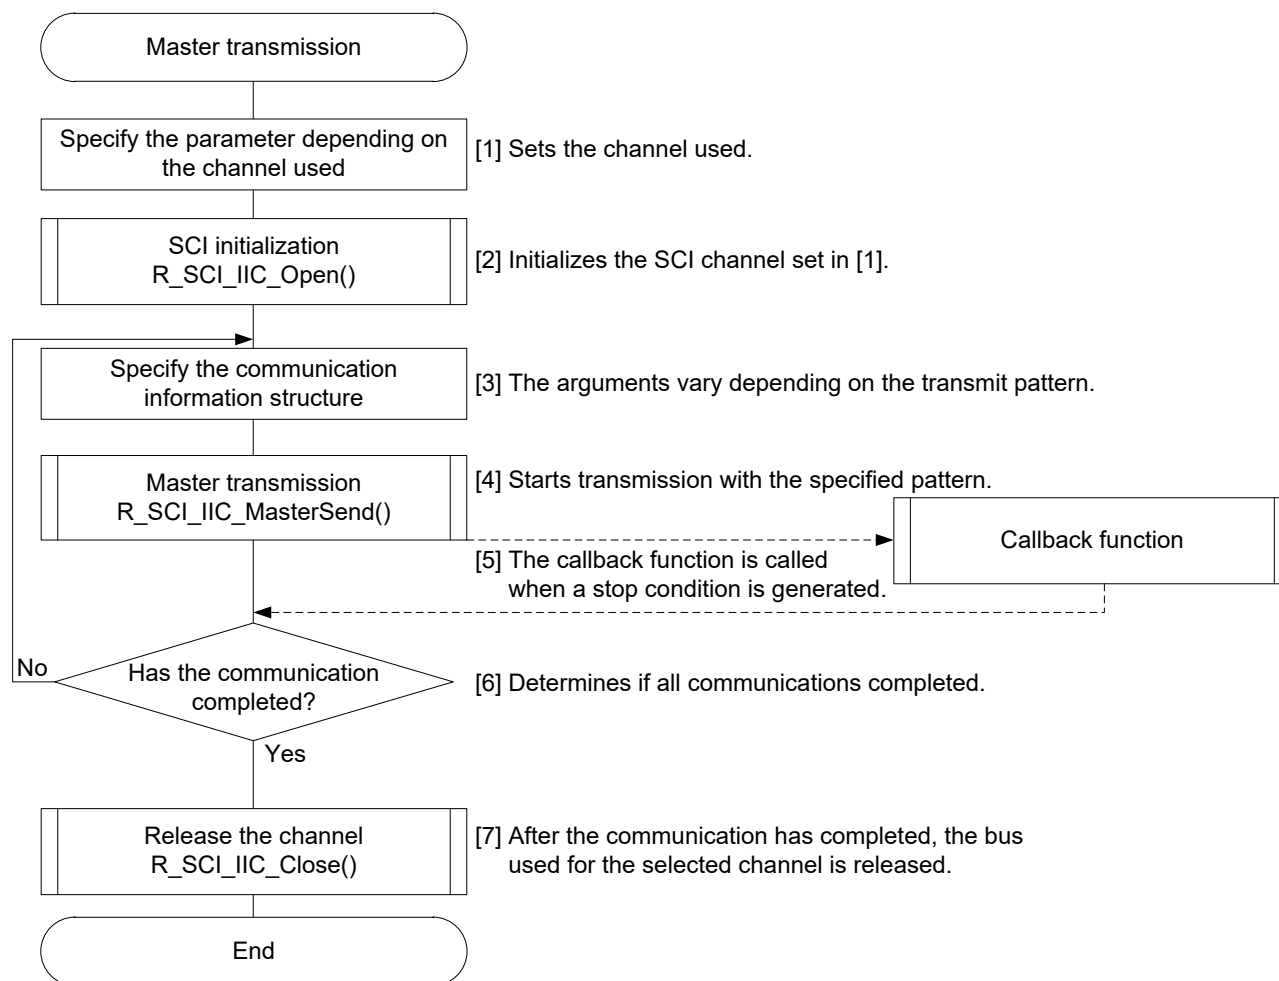 Master transmission
Specify the parameter depending on
the channel used
[1] Sets the channel used.
SCI initialization
R_SCI_IIC_Open()
[2] Initializes the SCI channel set in [1].
Specify the communication
information structure
[3] The arguments vary depending on the transmit pattern.
Master transmission
R_SCI_IIC_MasterSend()
[4] Starts transmission with the specified pattern.
Callback function
[5] The callback function is called
when a stop condition is generated.
No
Has the communication
completed?
[6] Determines if all communications completed.
Yes
Release the channel
R_SCI_IIC_Close()
[7] After the communication has completed, the bus
used for the selected channel is released.
End